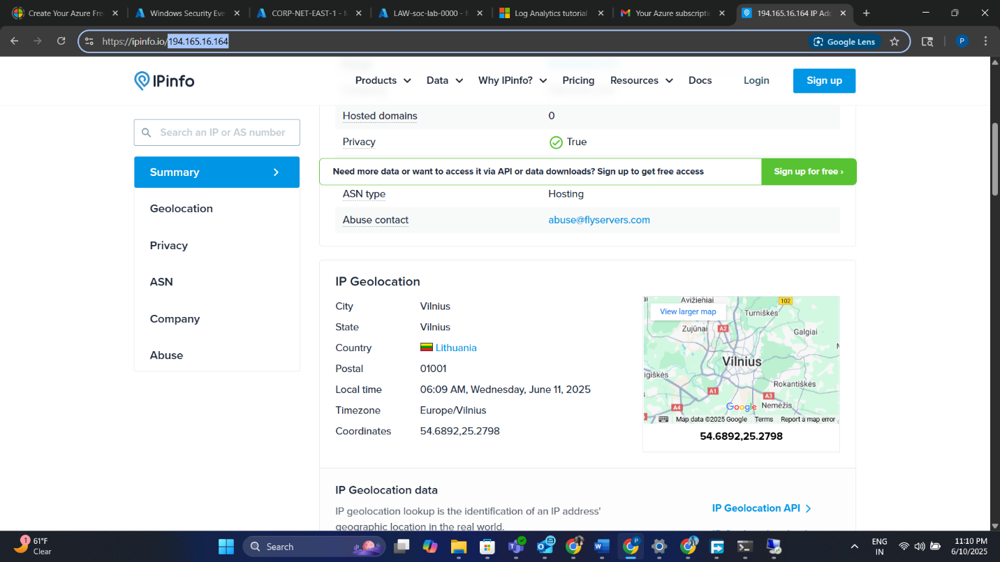 Create Your Azure Fre
Windows Security Eve
CORP-NET-EAST-1 - M
LAW-soc-lab-0000 - M
Log Analytics tutorial
Your Azure subscripti
194.165.16.164 IP Ad
https://ipinfo.io/194.165.16.164
Google Lens
P
IPinfo
Products
Data
Why IPinfo?
Pricing
Resources
Docs
Login
Sign up
Search an IP or AS number
Summary
Geolocation
Privacy
ASN
Company
Abuse
Hosted domains 0
Privacy True
Need more data or want to access it via API or data downloads? Sign up to get free access
Sign up for free ›
ASN type Hosting
Abuse contact abuse@flyservers.com
IP Geolocation
City Vilnius
State Vilnius
Country Lithuania
Postal 01001
Local time 06:09 AM, Wednesday, June 11, 2025
Timezone Europe/Vilnius
Coordinates 54.6892,25.2798
Avižieniai
102
View larger map
Turniškės
Zujūnai
A2
Galgiai
Vilnius
igiškės
Rokantiškės
A1
A3
A4
Google
Nemėžis
Map data ©2025 Google
Terms
Report a map error
54.6892,25.2798
IP Geolocation data
IP geolocation lookup is the identification of an IP address'
geographic location in the real world.
IP Geolocation API
1
61°F
Clear
Search
P
ENG
IN
11:10 PM
6/10/2025